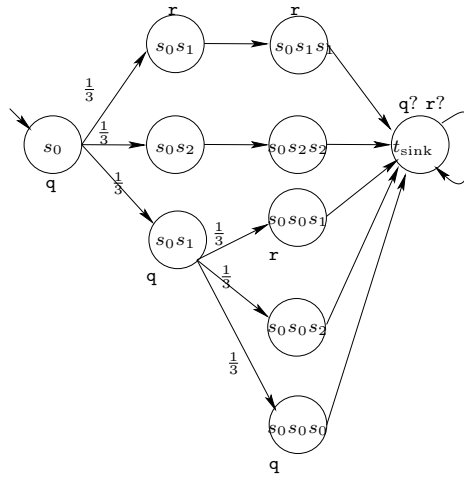 r r
s₀s₁ s₀s₁s₁
q? r?
1/3
1/3
s₀ s₀s₂ s₀s₂s₂ t_sink
q
1/3
s₀s₀s₁
s₀s₁ 1/3
q r
1/3
s₀s₀s₂
1/3
s₀s₀s₀
q